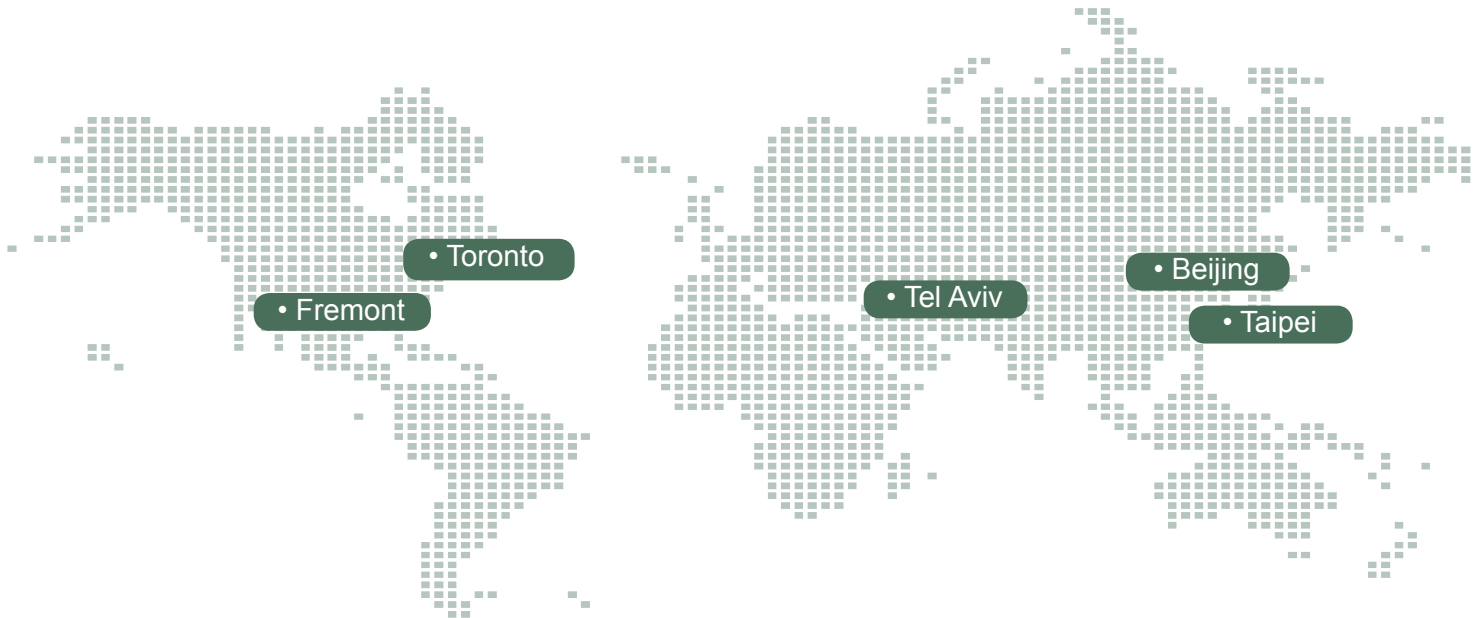 • Toronto
• Beijing
• Tel Aviv
• Fremont
• Taipei